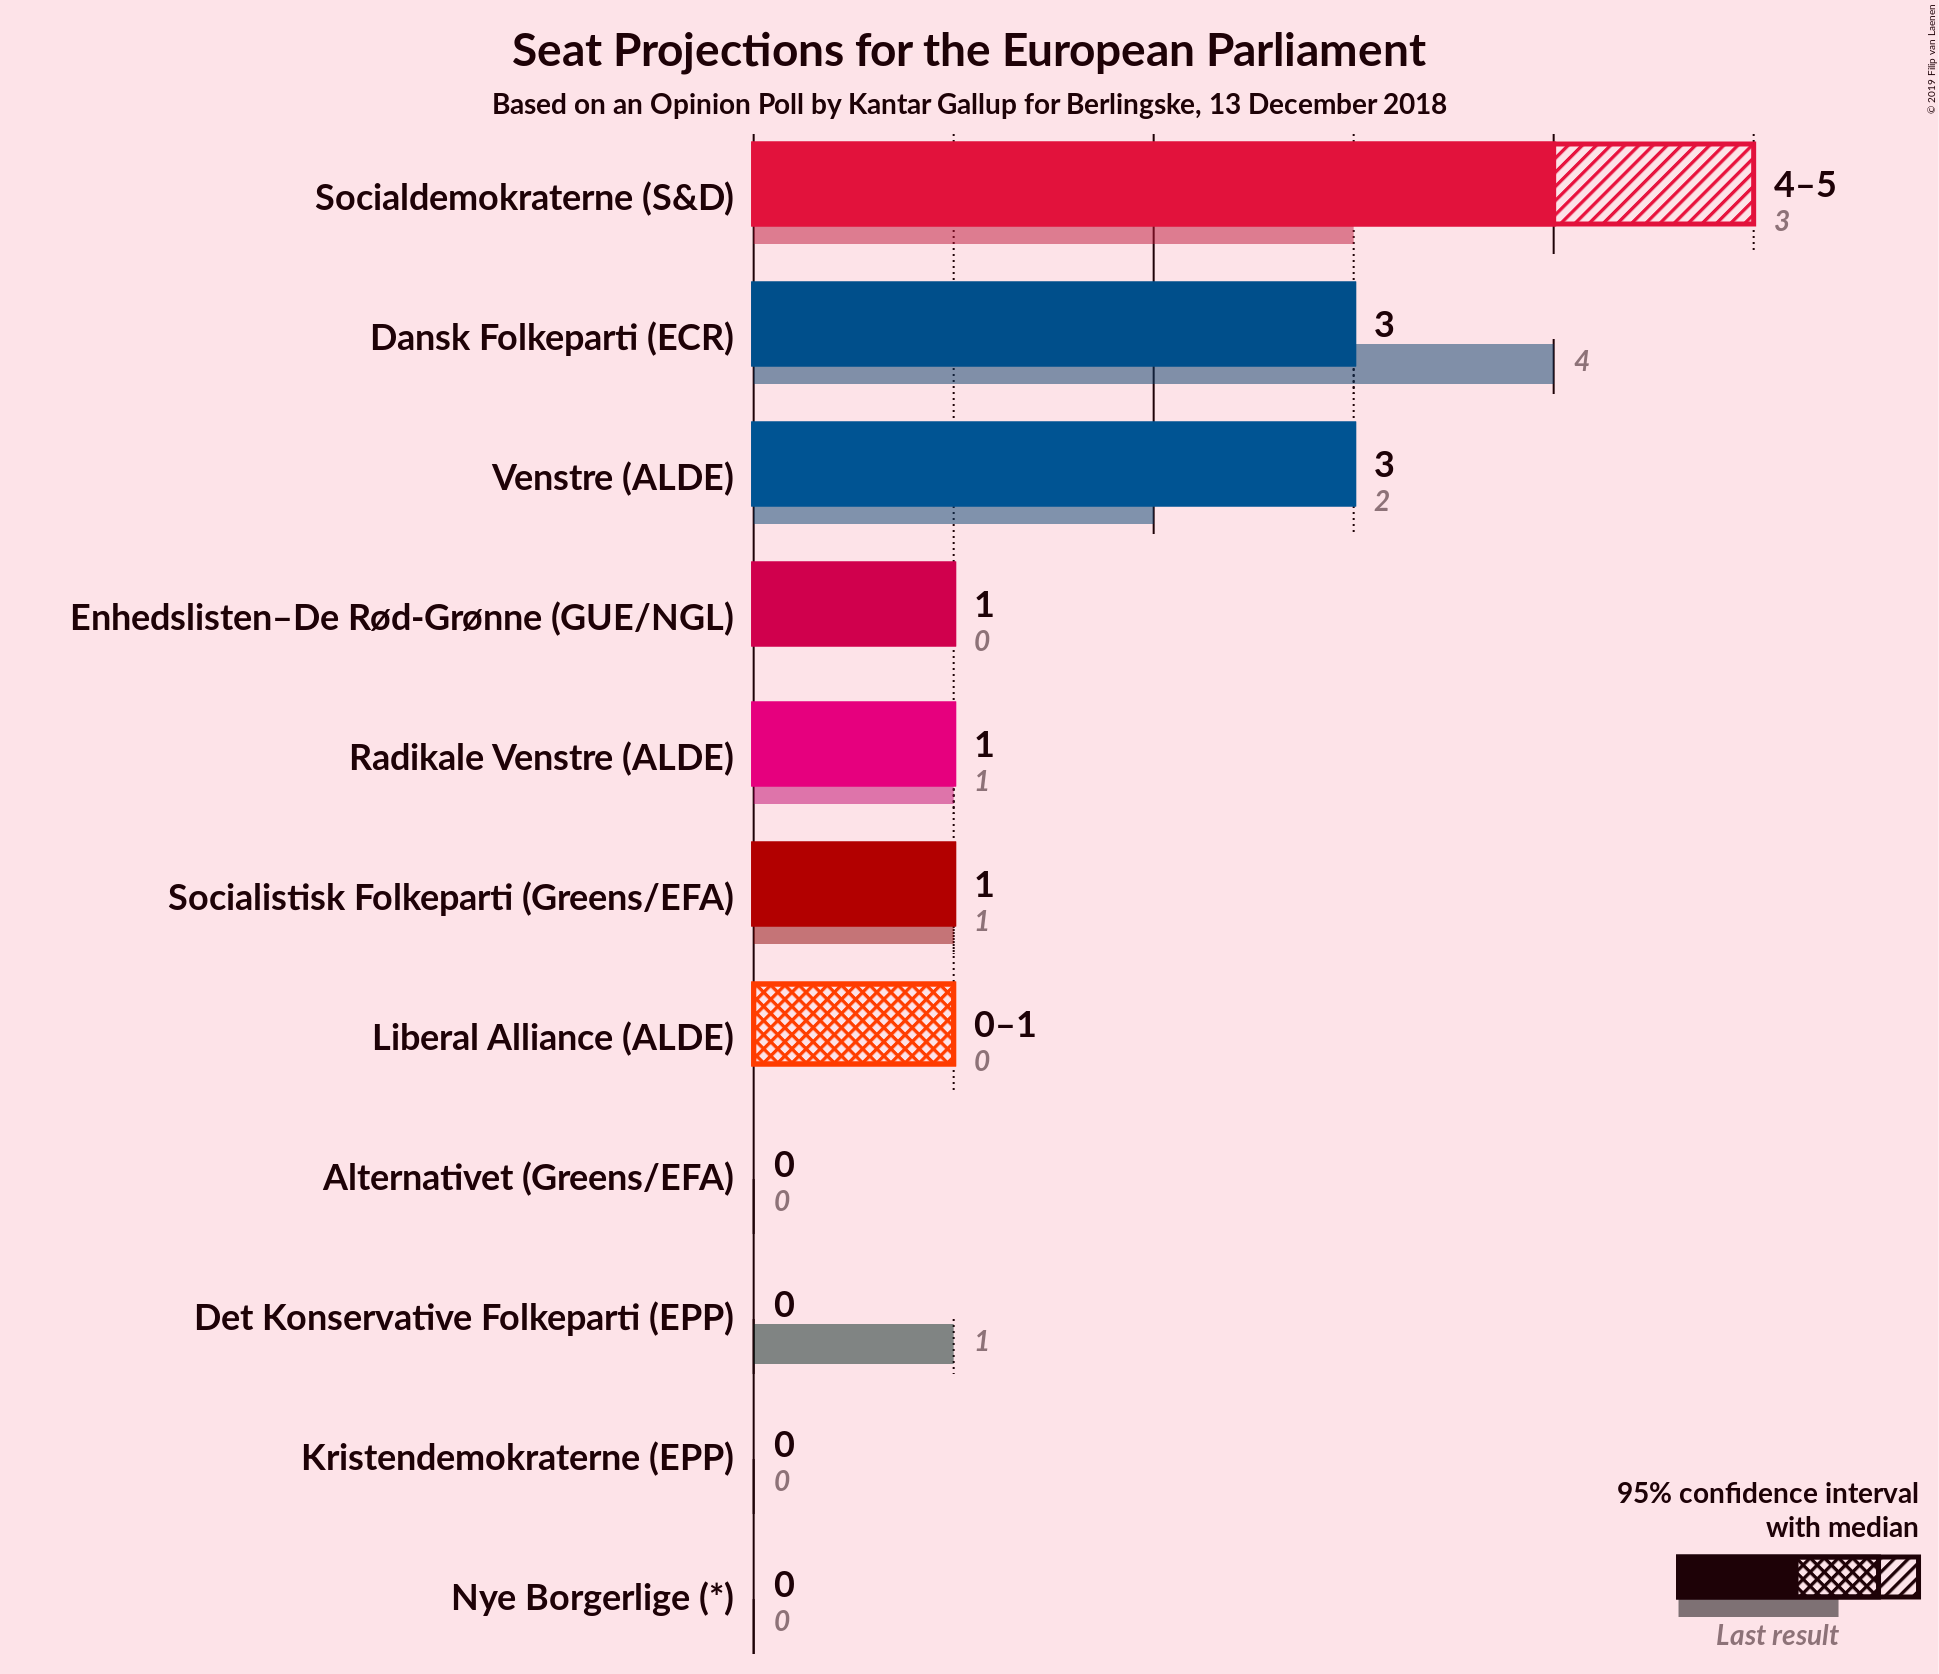 Seat Projections for the European Parliament
Based on an Opinion Poll by Kantar Gallup for Berlingske, 13 December 2018
© 2019 Filip van Laenen
Socialdemokraterne (S&D)
4–5
3
Dansk Folkeparti (ECR)
3
4
Venstre (ALDE)
3
2
Enhedslisten–De Rød-Grønne (GUE/NGL)
1
0
Radikale Venstre (ALDE)
1
1
Socialistisk Folkeparti (Greens/EFA)
1
1
Liberal Alliance (ALDE)
0–1
0
Alternativet (Greens/EFA)
0
0
Det Konservative Folkeparti (EPP)
0
1
Kristendemokraterne (EPP)
0
0
Nye Borgerlige (*)
0
0
95% confidence interval
with median
Last result